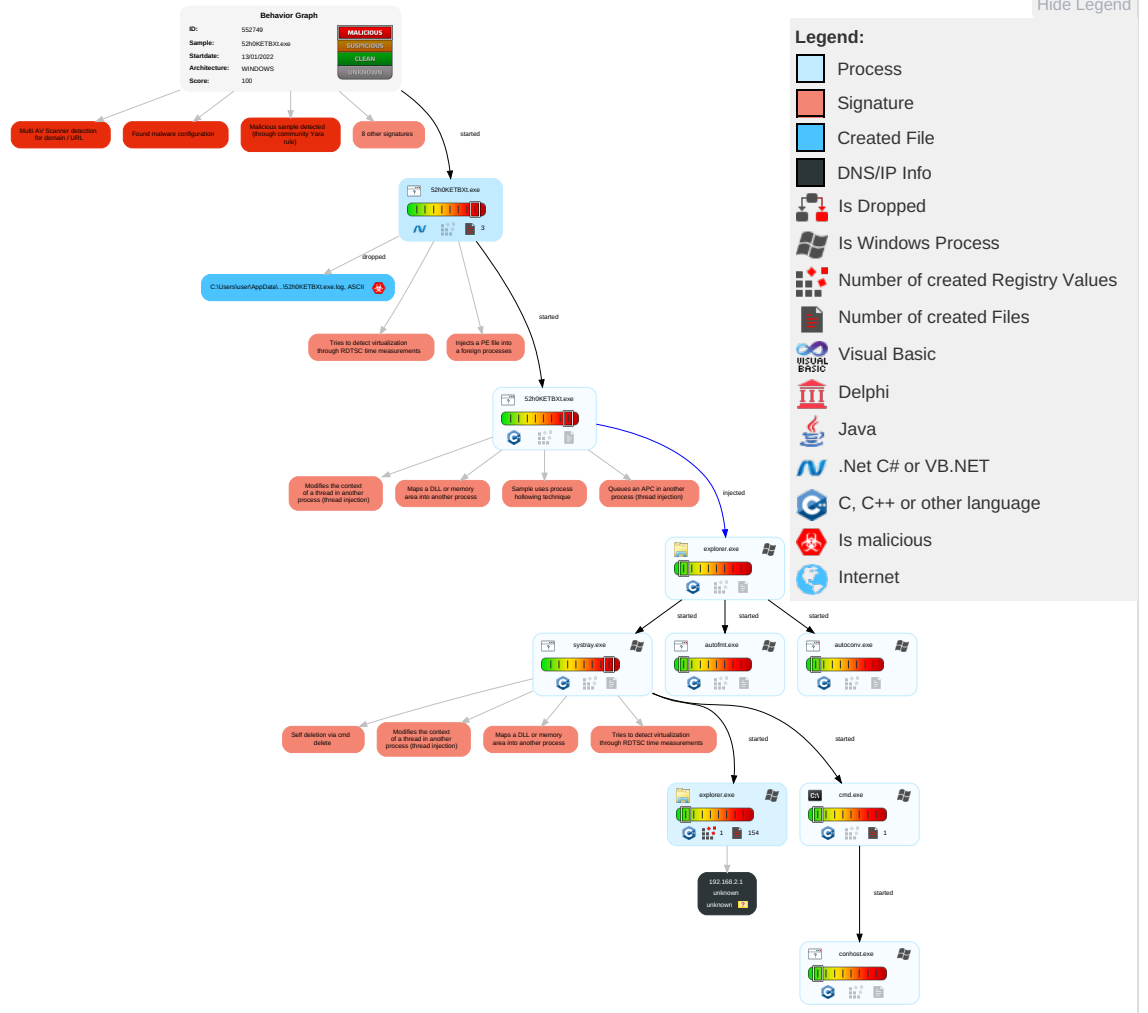 Hide Legend
Behavior Graph
ID: 552749
Sample: 52h0KETBXt.exe
Startdate: 13/01/2022
Architecture: WINDOWS
Score: 100
MALICIOUS
SUSPICIOUS
CLEAN
UNKNOWN
Legend:
Process
Signature
Created File
DNS/IP Info
Is Dropped
Is Windows Process
Number of created Registry Values
Number of created Files
VISUAL
BASIC
Visual Basic
Delphi
Java
.Net C# or VB.NET
C, C++ or other language
Is malicious
Internet
Multi AV Scanner detection
for domain / URL
Found malware configuration
Malicious sample detected
(through community Yara
rule)
8 other signatures
started
52h0KETBXt.exe
3
dropped
C:\Users\user\AppData\...\52h0KETBXt.exe.log, ASCII
started
Tries to detect virtualization
through RDTSC time measurements
Injects a PE file into
a foreign processes
52h0KETBXt.exe
Modifies the context
of a thread in another
process (thread injection)
Maps a DLL or memory
area into another process
Sample uses process
hollowing technique
Queues an APC in another
process (thread injection)
injected
explorer.exe
started
started
started
systray.exe
autofmt.exe
autoconv.exe
Self deletion via cmd
delete
Modifies the context
of a thread in another
process (thread injection)
Maps a DLL or memory
area into another process
Tries to detect virtualization
through RDTSC time measurements
started
started
explorer.exe
1
154
cmd.exe
1
192.168.2.1
unknown
unknown
started
conhost.exe